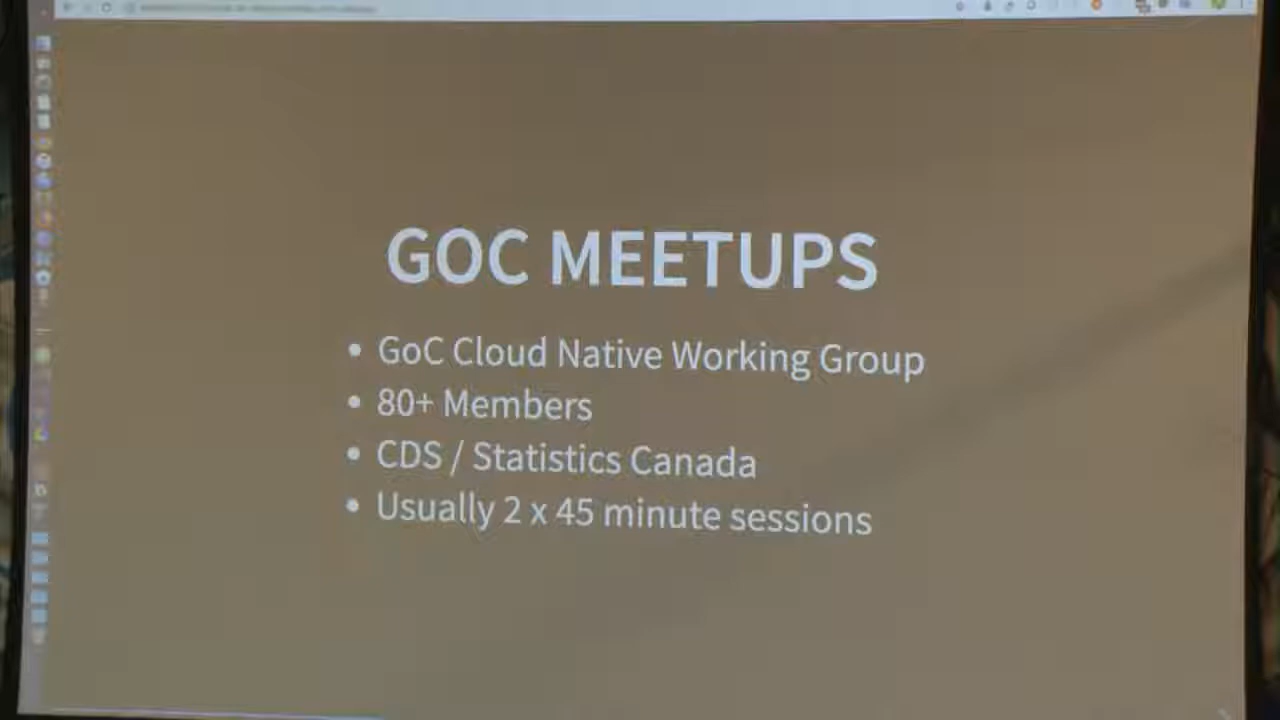 GOC MEETUPS
• GoC Cloud Native Working Group
• 80+ Members
• CDS / Statistics Canada
• Usually 2 x 45 minute sessions